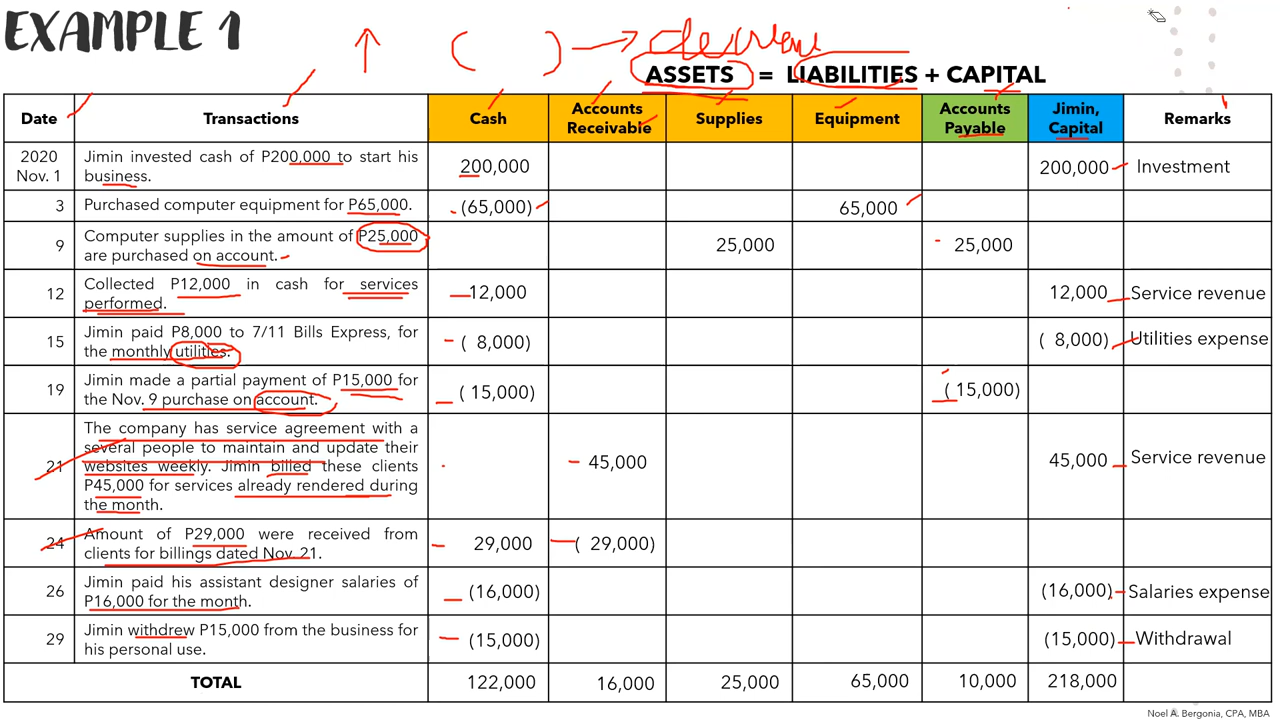 EXAMPLE 1
( ) → decrease
ASSETS = LIABILITIES + CAPITAL
Date Transactions Cash Accounts Receivable Supplies Equipment Accounts Payable Jimin, Capital Remarks
2020 Nov. 1 Jimin invested cash of P200,000 to start his
business. 200,000 200,000 Investment
3 Purchased computer equipment for P65,000. (65,000) 65,000
9 Computer supplies in the amount of P25,000
are purchased on account. 25,000 25,000
12 Collected P12,000 in cash for services
performed. 12,000 12,000 Service revenue
15 Jimin paid P8,000 to 7/11 Bills Express, for
the monthly utilities. ( 8,000) ( 8,000) Utilities expense
19 Jimin made a partial payment of P15,000 for
the Nov. 9 purchase on account. ( 15,000) ( 15,000)
21 The company has service agreement with a
several people to maintain and update their
websites weekly. Jimin billed these clients
P45,000 for services already rendered during
the month. 45,000 45,000 Service revenue
24 Amount of P29,000 were received from
clients for billings dated Nov. 21. 29,000 ( 29,000)
26 Jimin paid his assistant designer salaries of
P16,000 for the month. (16,000) (16,000) Salaries expense
29 Jimin withdrew P15,000 from the business for
his personal use. (15,000) (15,000) Withdrawal
TOTAL 122,000 16,000 25,000 65,000 10,000 218,000
Noel A. Bergonia, CPA, MBA